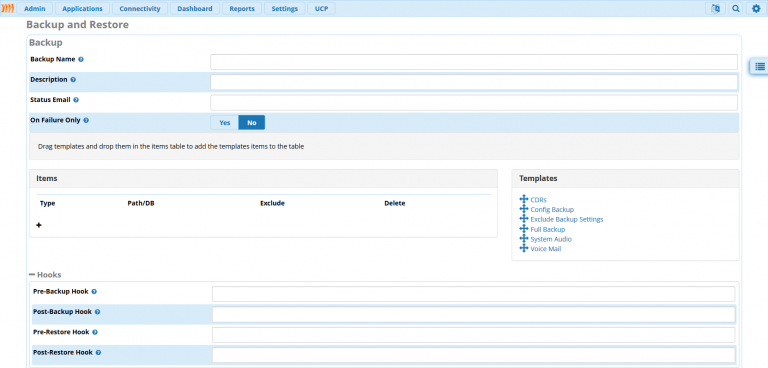 Admin Applications Connectivity Dashboard Reports Settings UCP
Backup and Restore
Backup
Backup Name
Description
Status Email
On Failure Only Yes No
Drag templates and drop them in the items table to add the templates items to the table
Items
Type Path/DB Exclude Delete
Templates
CDRs
Config Backup
Exclude Backup Settings
Full Backup
System Audio
Voice Mail
Hooks
Pre-Backup Hook
Post-Backup Hook
Pre-Restore Hook
Post-Restore Hook